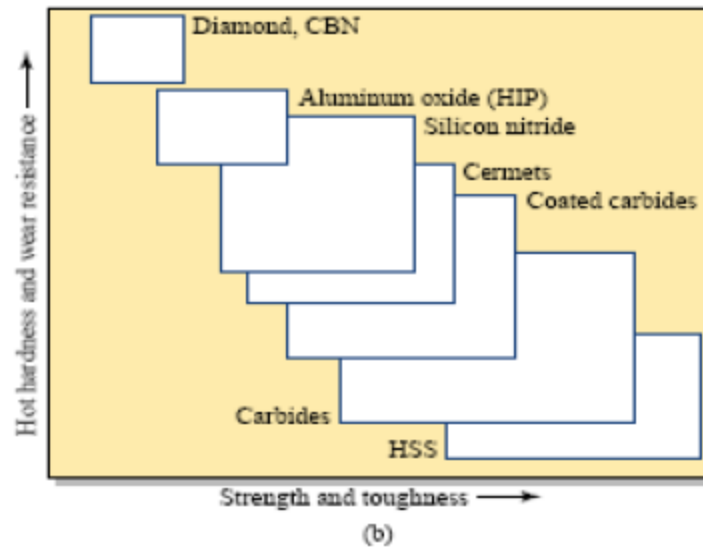 Diamond, CBN
Aluminum oxide (HIP)
Silicon nitride
Cermets
Coated carbides
Carbides
HSS
Hot hardness and wear resistance
Strength and toughness
(b)